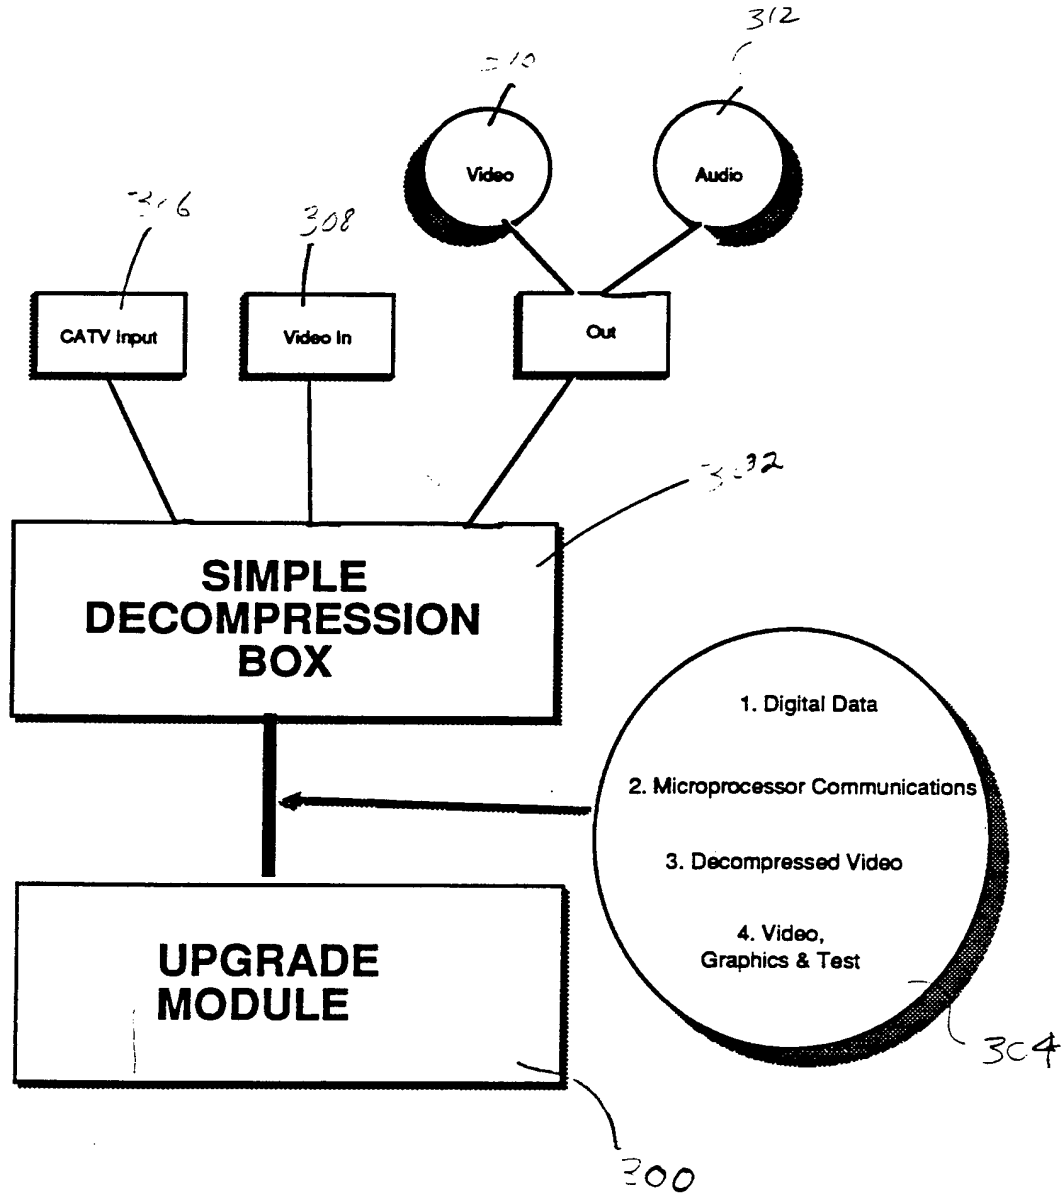 312
Video
Audio
308
CATV Input
Video In
Out
SIMPLE
DECOMPRESSION
BOX
1. Digital Data
2. Microprocessor Communications
3. Decompressed Video
4. Video,
Graphics & Test
UPGRADE
MODULE
304
300